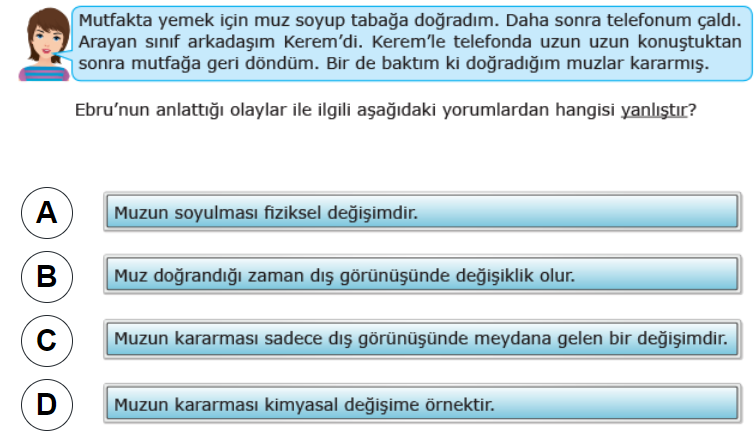 Mutfakta yemek için muz soyup tabağa doğradım. Daha sonra telefonum çaldı.
Arayan sınıf arkadaşım Kerem’di. Kerem’le telefonda uzun uzun konuştuktan
sonra mutfağa geri döndüm. Bir de baktım ki doğradığım muzlar kararmış.
Ebru’nun anlattığı olaylar ile ilgili aşağıdaki yorumlardan hangisi yanlıştır?
A Muzun soyulması fiziksel değişimdir.
B Muz doğrandığı zaman dış görünüşünde değişiklik olur.
C Muzun kararması sadece dış görünüşünde meydana gelen bir değişimdir.
D Muzun kararması kimyasal değişime örnektir.